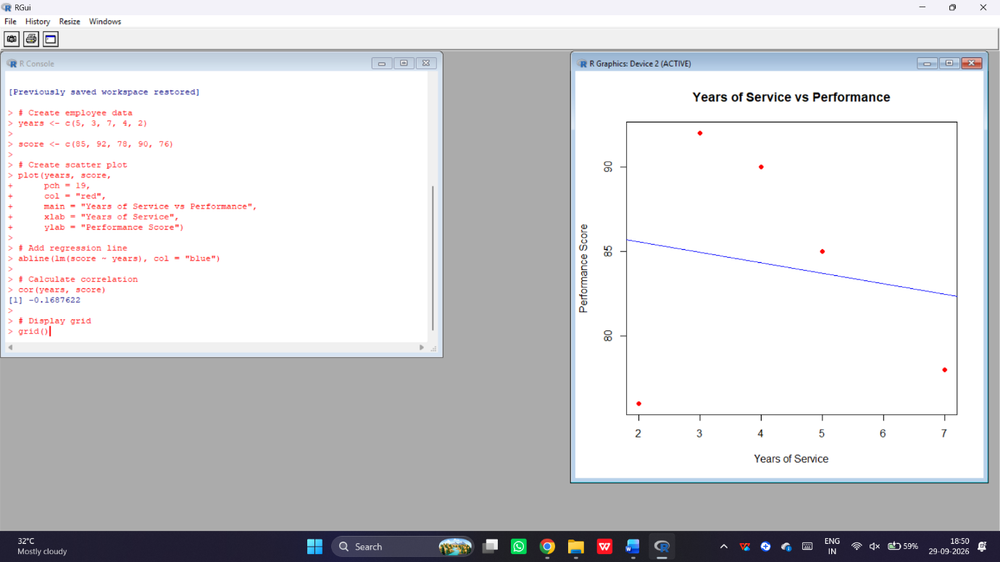 RGui
File History Resize Windows
R Console
[Previously saved workspace restored]
> # Create employee data
> years <- c(5, 3, 7, 4, 2)
>
> score <- c(85, 92, 78, 90, 76)
>
> # Create scatter plot
> plot(years, score,
+      pch = 19,
+      col = "red",
+      main = "Years of Service vs Performance",
+      xlab = "Years of Service",
+      ylab = "Performance Score")
>
> # Add regression line
> abline(lm(score ~ years), col = "blue")
>
> # Calculate correlation
> cor(years, score)
[1] -0.1687622
>
> # Display grid
> grid()
R Graphics: Device 2 (ACTIVE)
Years of Service vs Performance
Performance Score
90
85
80
2 3 4 5 6 7
Years of Service
32°C
Mostly cloudy
Search
ENG
IN
59%
18:50
29-09-2026